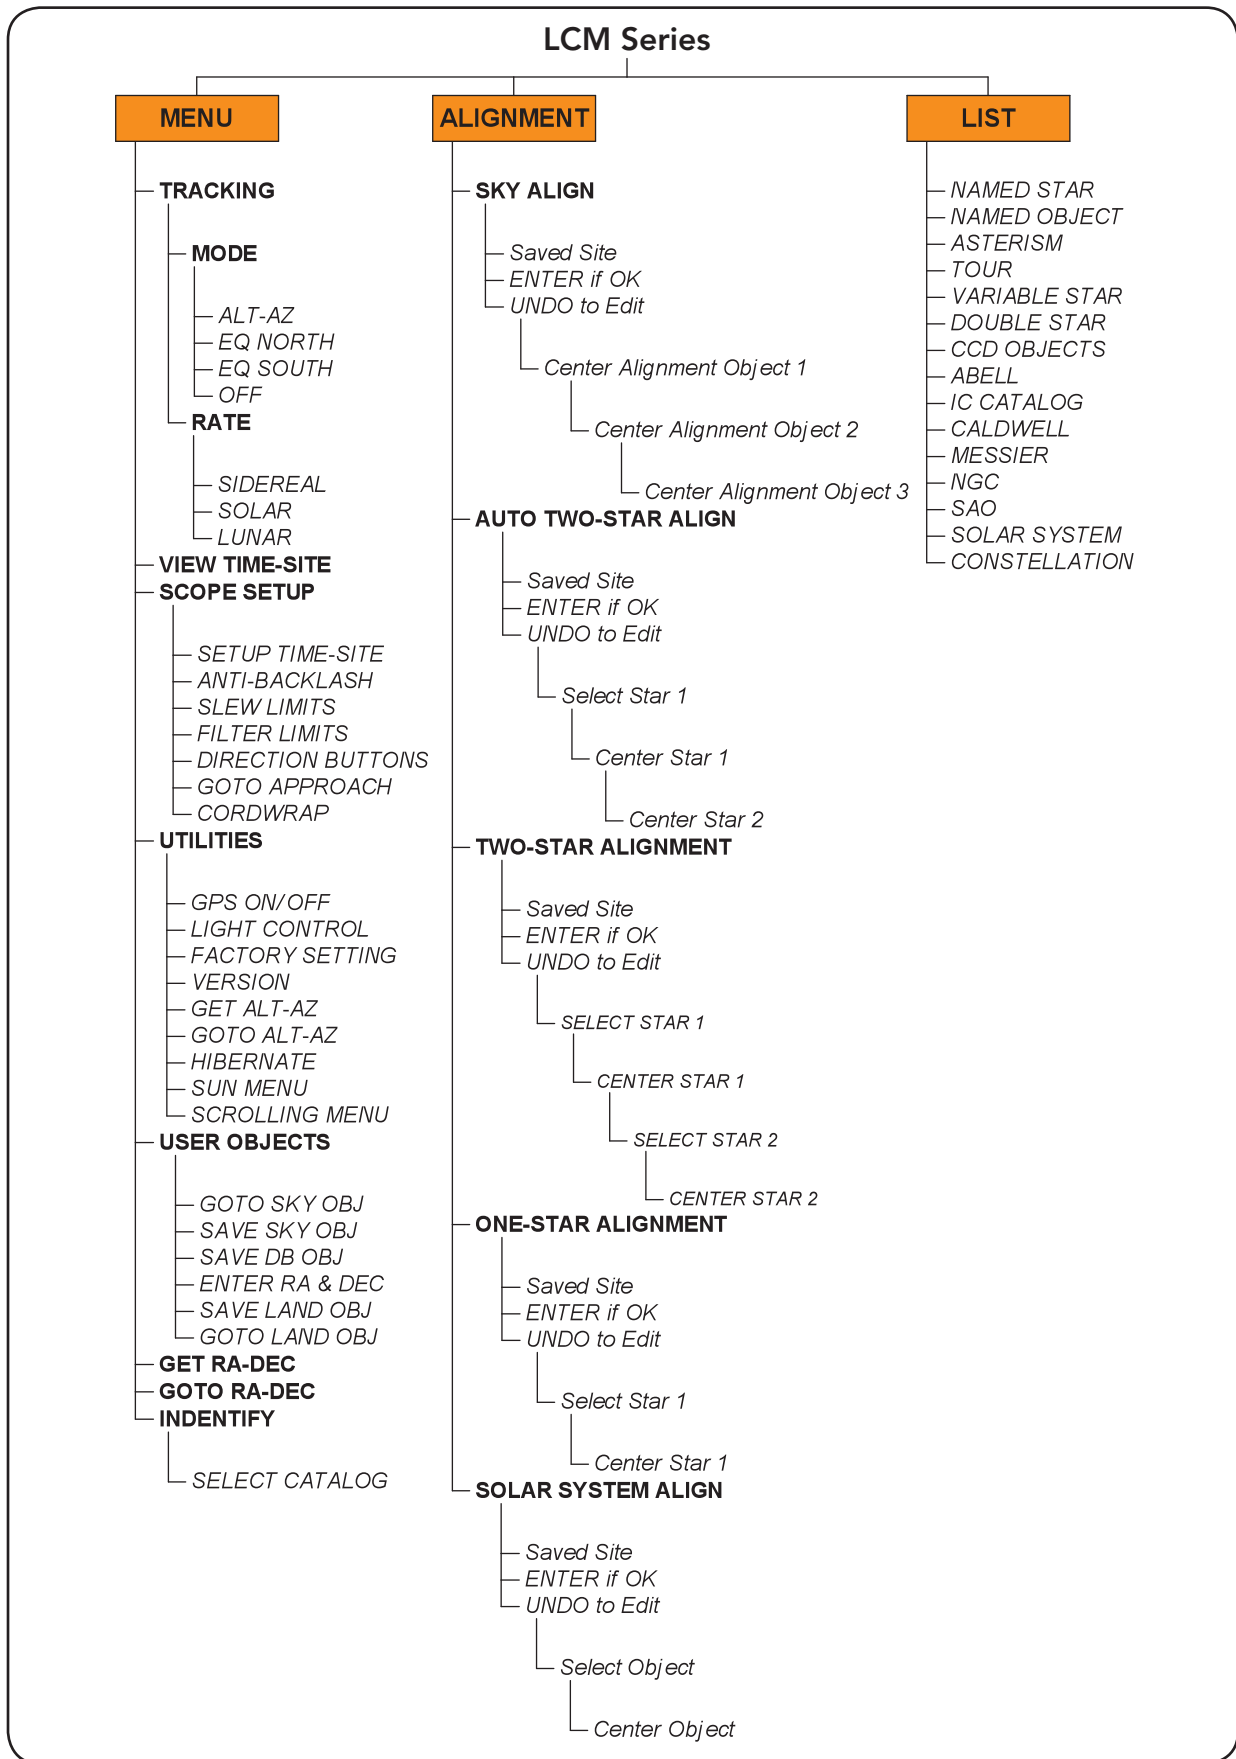 LCM Series
MENU
TRACKING
MODE
ALT-AZ
EQ NORTH
EQ SOUTH
OFF
RATE
SIDEREAL
SOLAR
LUNAR
VIEW TIME-SITE
SCOPE SETUP
SETUP TIME-SITE
ANTI-BACKLASH
SLEW LIMITS
FILTER LIMITS
DIRECTION BUTTONS
GOTO APPROACH
CORDWRAP
UTILITIES
GPS ON/OFF
LIGHT CONTROL
FACTORY SETTING
VERSION
GET ALT-AZ
GOTO ALT-AZ
HIBERNATE
SUN MENU
SCROLLING MENU
USER OBJECTS
GOTO SKY OBJ
SAVE SKY OBJ
SAVE DB OBJ
ENTER RA & DEC
SAVE LAND OBJ
GOTO LAND OBJ
GET RA-DEC
GOTO RA-DEC
INDENTIFY
SELECT CATALOG
ALIGNMENT
SKY ALIGN
Saved Site
ENTER if OK
UNDO to Edit
Center Alignment Object 1
Center Alignment Object 2
Center Alignment Object 3
AUTO TWO-STAR ALIGN
Saved Site
ENTER if OK
UNDO to Edit
Select Star 1
Center Star 1
Center Star 2
TWO-STAR ALIGNMENT
Saved Site
ENTER if OK
UNDO to Edit
SELECT STAR 1
CENTER STAR 1
SELECT STAR 2
CENTER STAR 2
ONE-STAR ALIGNMENT
Saved Site
ENTER if OK
UNDO to Edit
Select Star 1
Center Star 1
SOLAR SYSTEM ALIGN
Saved Site
ENTER if OK
UNDO to Edit
Select Object
Center Object
LIST
NAMED STAR
NAMED OBJECT
ASTERISM
TOUR
VARIABLE STAR
DOUBLE STAR
CCD OBJECTS
ABELL
IC CATALOG
CALDWELL
MESSIER
NGC
SAO
SOLAR SYSTEM
CONSTELLATION